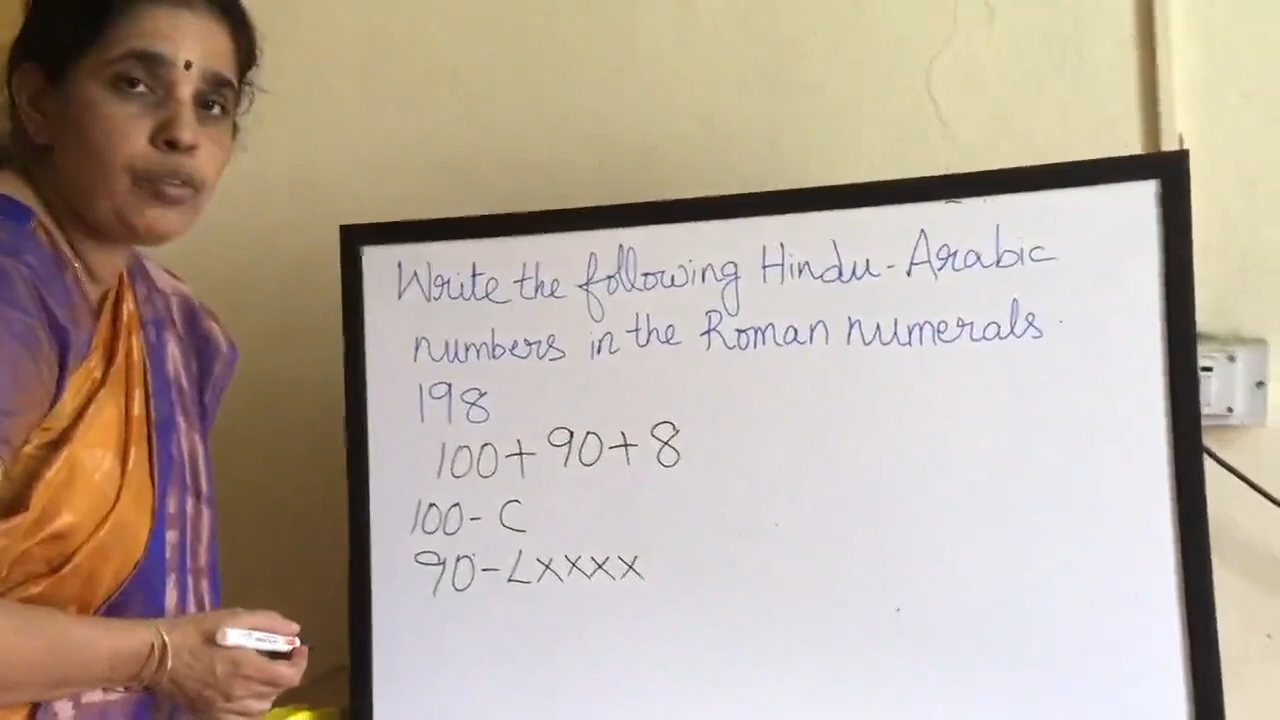 Write the following Hindu-Arabic
numbers in the Roman numerals.
198
100+90+8
100-C
90-LXXXX